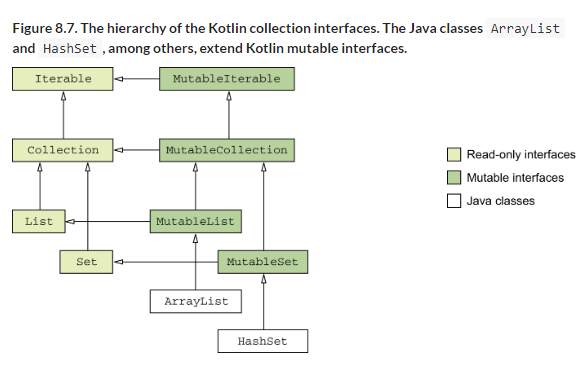 Figure 8.7. The hierarchy of the Kotlin collection interfaces. The Java classes ArrayList
and HashSet , among others, extend Kotlin mutable interfaces.
Iterable
MutableIterable
Collection
MutableCollection
Read-only interfaces
Mutable interfaces
Java classes
List
MutableList
Set
MutableSet
ArrayList
HashSet